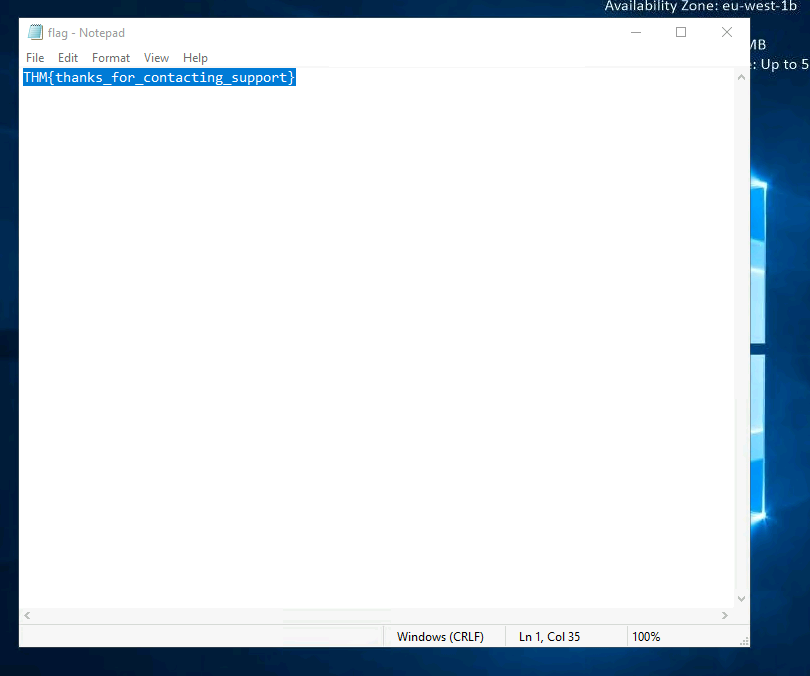 Availability Zone: eu-west-1b
flag - Notepad
MB
: Up to 5
File Edit Format View Help
THM{thanks_for_contacting_support}
Windows (CRLF) Ln 1, Col 35 100%